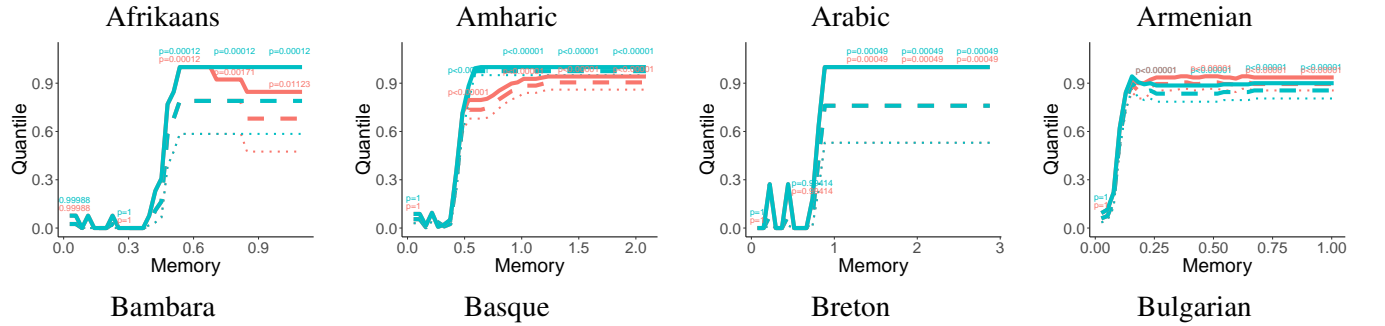 Afrikaans Amharic Arabic Armenian
p=0.00012 p=0.00012 p=0.00012 p<0.00001 p<0.00001 p<0.00001 p=0.00049 p=0.00049 p=0.00049
p=0.00012 p=0.00049 p=0.00049 p=0.00049
p=0.01123
0.9 0.9 0.9 0.9
0.6 0.6 0.6 0.6
0.3 0.3 0.3 0.3
0.0 0.0 0.0 0.0
0.99988 p=1 p=1 p=1 p=1
0.99988 p=1 p=1 p=1 p=1
Quantile Quantile Quantile Quantile
0.0 0.3 0.6 0.9 0.0 0.5 1.0 1.5 2.0 0 1 2 3 0.00 0.25 0.50 0.75 1.00
Memory Memory Memory Memory
Bambara Basque Breton Bulgarian